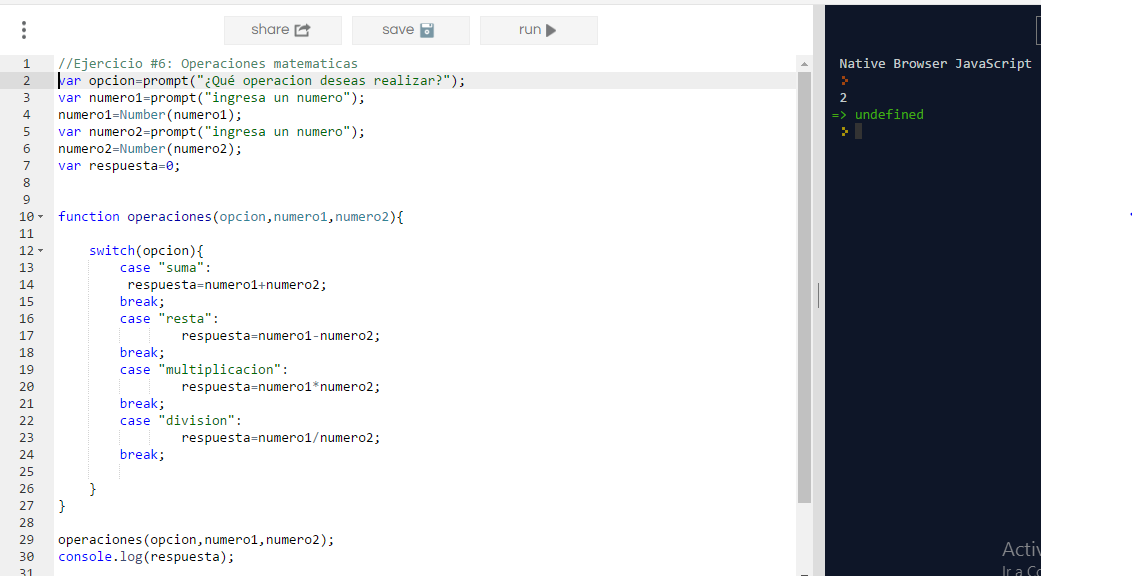 share save run
1 //Ejercicio #6: Operaciones matematicas
2 var opcion=prompt("¿Qué operacion deseas realizar?");
3 var numero1=prompt("ingresa un numero");
4 numero1=Number(numero1);
5 var numero2=prompt("ingresa un numero");
6 numero2=Number(numero2);
7 var respuesta=0;
8
9
10 function operaciones(opcion,numero1,numero2){
11
12 switch(opcion){
13 case "suma":
14 respuesta=numero1+numero2;
15 break;
16 case "resta":
17 respuesta=numero1-numero2;
18 break;
19 case "multiplicacion":
20 respuesta=numero1*numero2;
21 break;
22 case "division":
23 respuesta=numero1/numero2;
24 break;
25
26 }
27 }
28
29 operaciones(opcion,numero1,numero2);
30 console.log(respuesta);
31
Native Browser JavaScript
2
=> undefined
Activ
Ir a Co